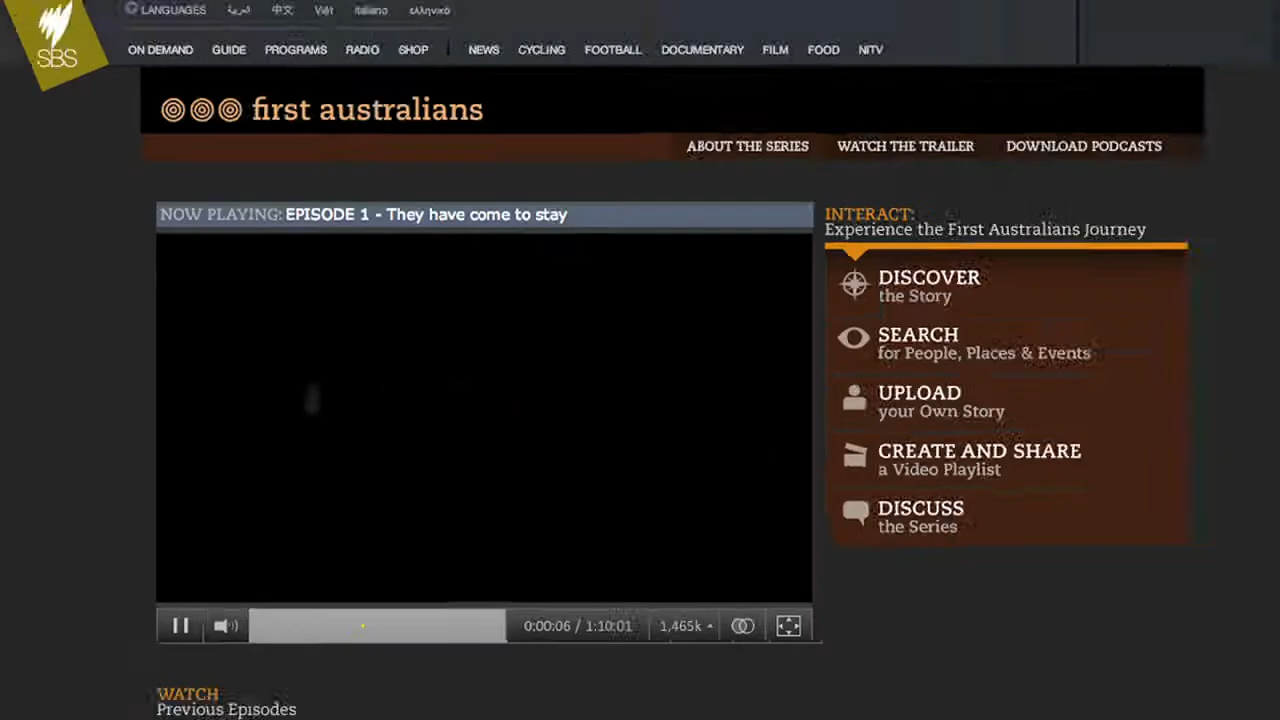 LANGUAGES العربية 中文 Việt Italiano ελληνικά
SBS
ON DEMAND GUIDE PROGRAMS RADIO SHOP NEWS CYCLING FOOTBALL DOCUMENTARY FILM FOOD NITV
first australians
ABOUT THE SERIES WATCH THE TRAILER DOWNLOAD PODCASTS
NOW PLAYING: EPISODE 1 - They have come to stay
INTERACT:
Experience the First Australians Journey
DISCOVER
the Story
SEARCH
for People, Places & Events
UPLOAD
your Own Story
CREATE AND SHARE
a Video Playlist
DISCUSS
the Series
0:00:06 / 1:10:01 1,465k
WATCH
Previous Episodes